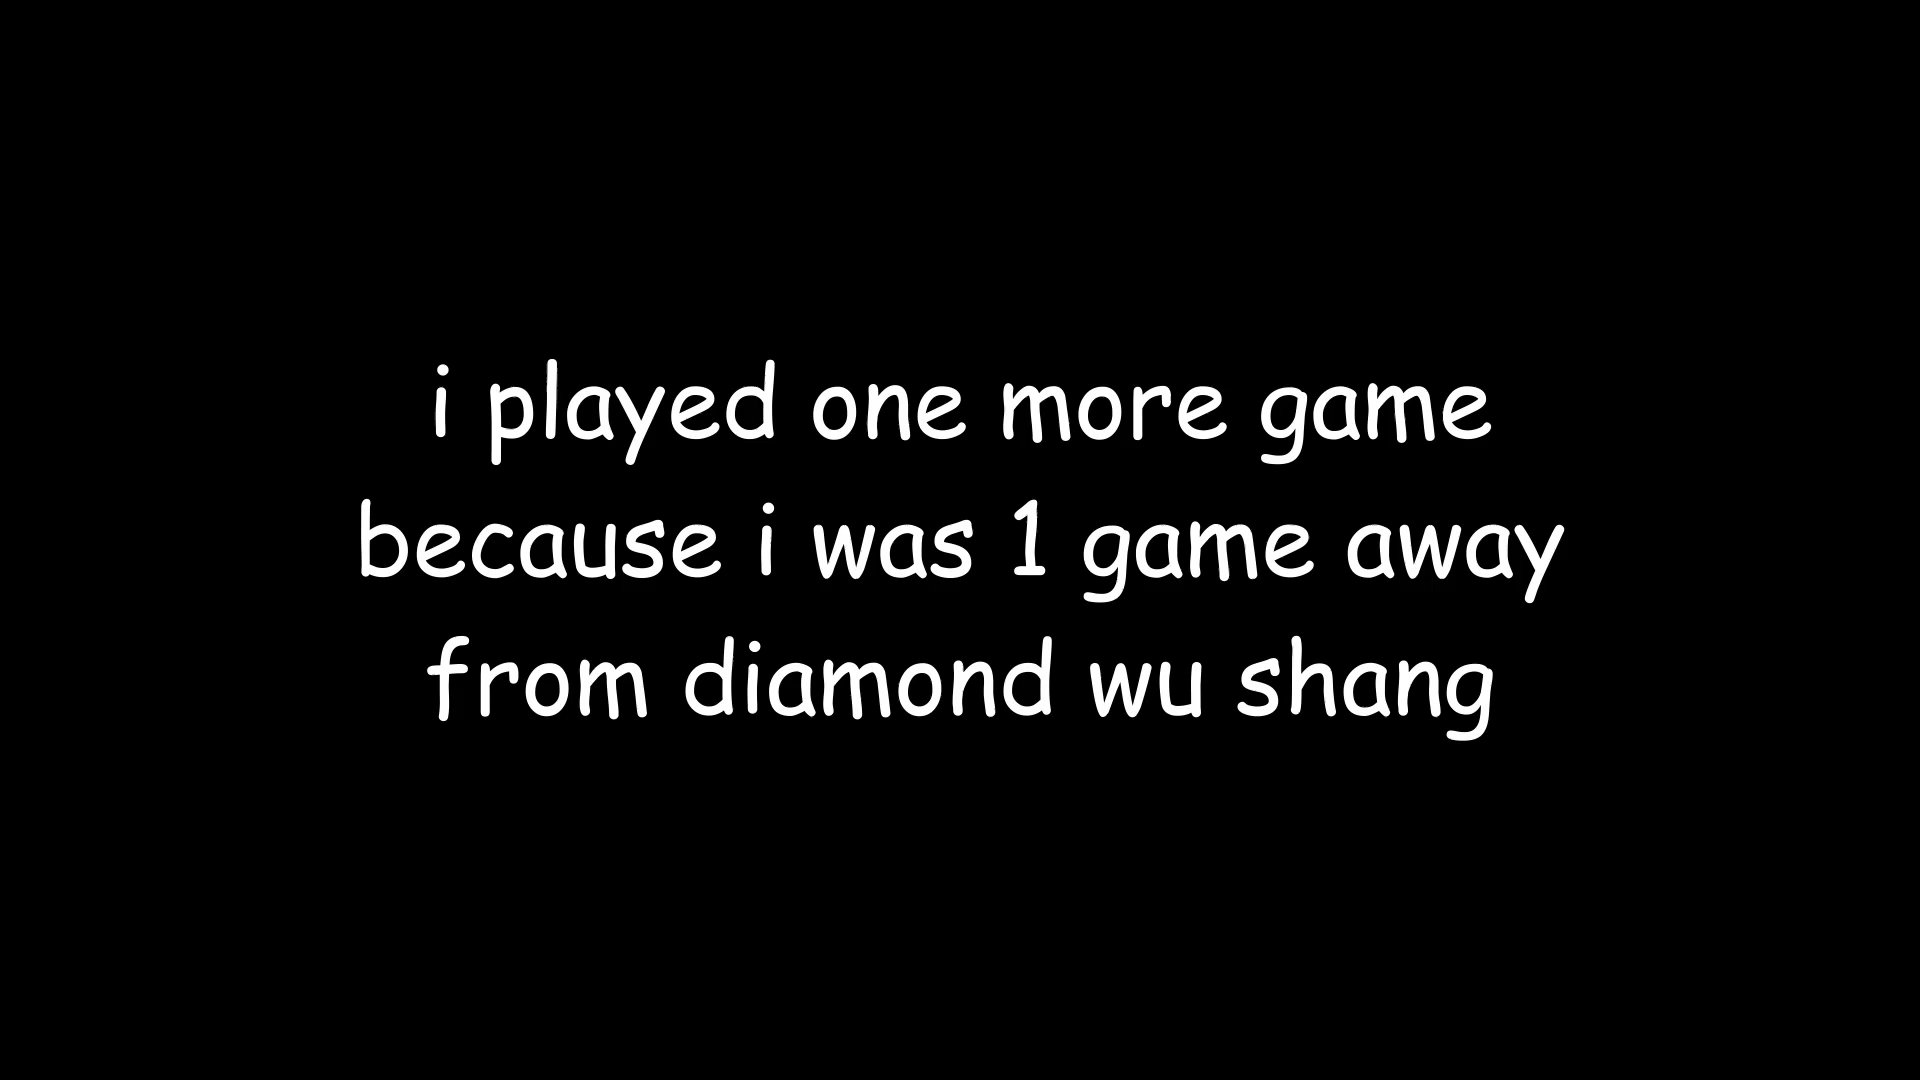 i played one more game
because i was 1 game away
from diamond wu shang